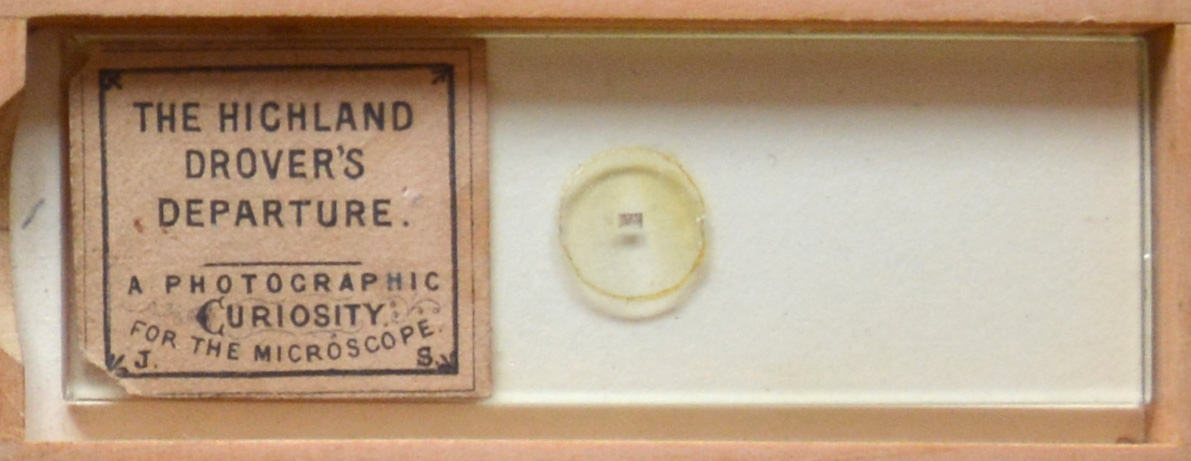 THE HIGHLAND
DROVER'S
DEPARTURE.
A PHOTOGRAPHIC
CURIOSITY.
FOR THE MICROSCOPE.
J. S.